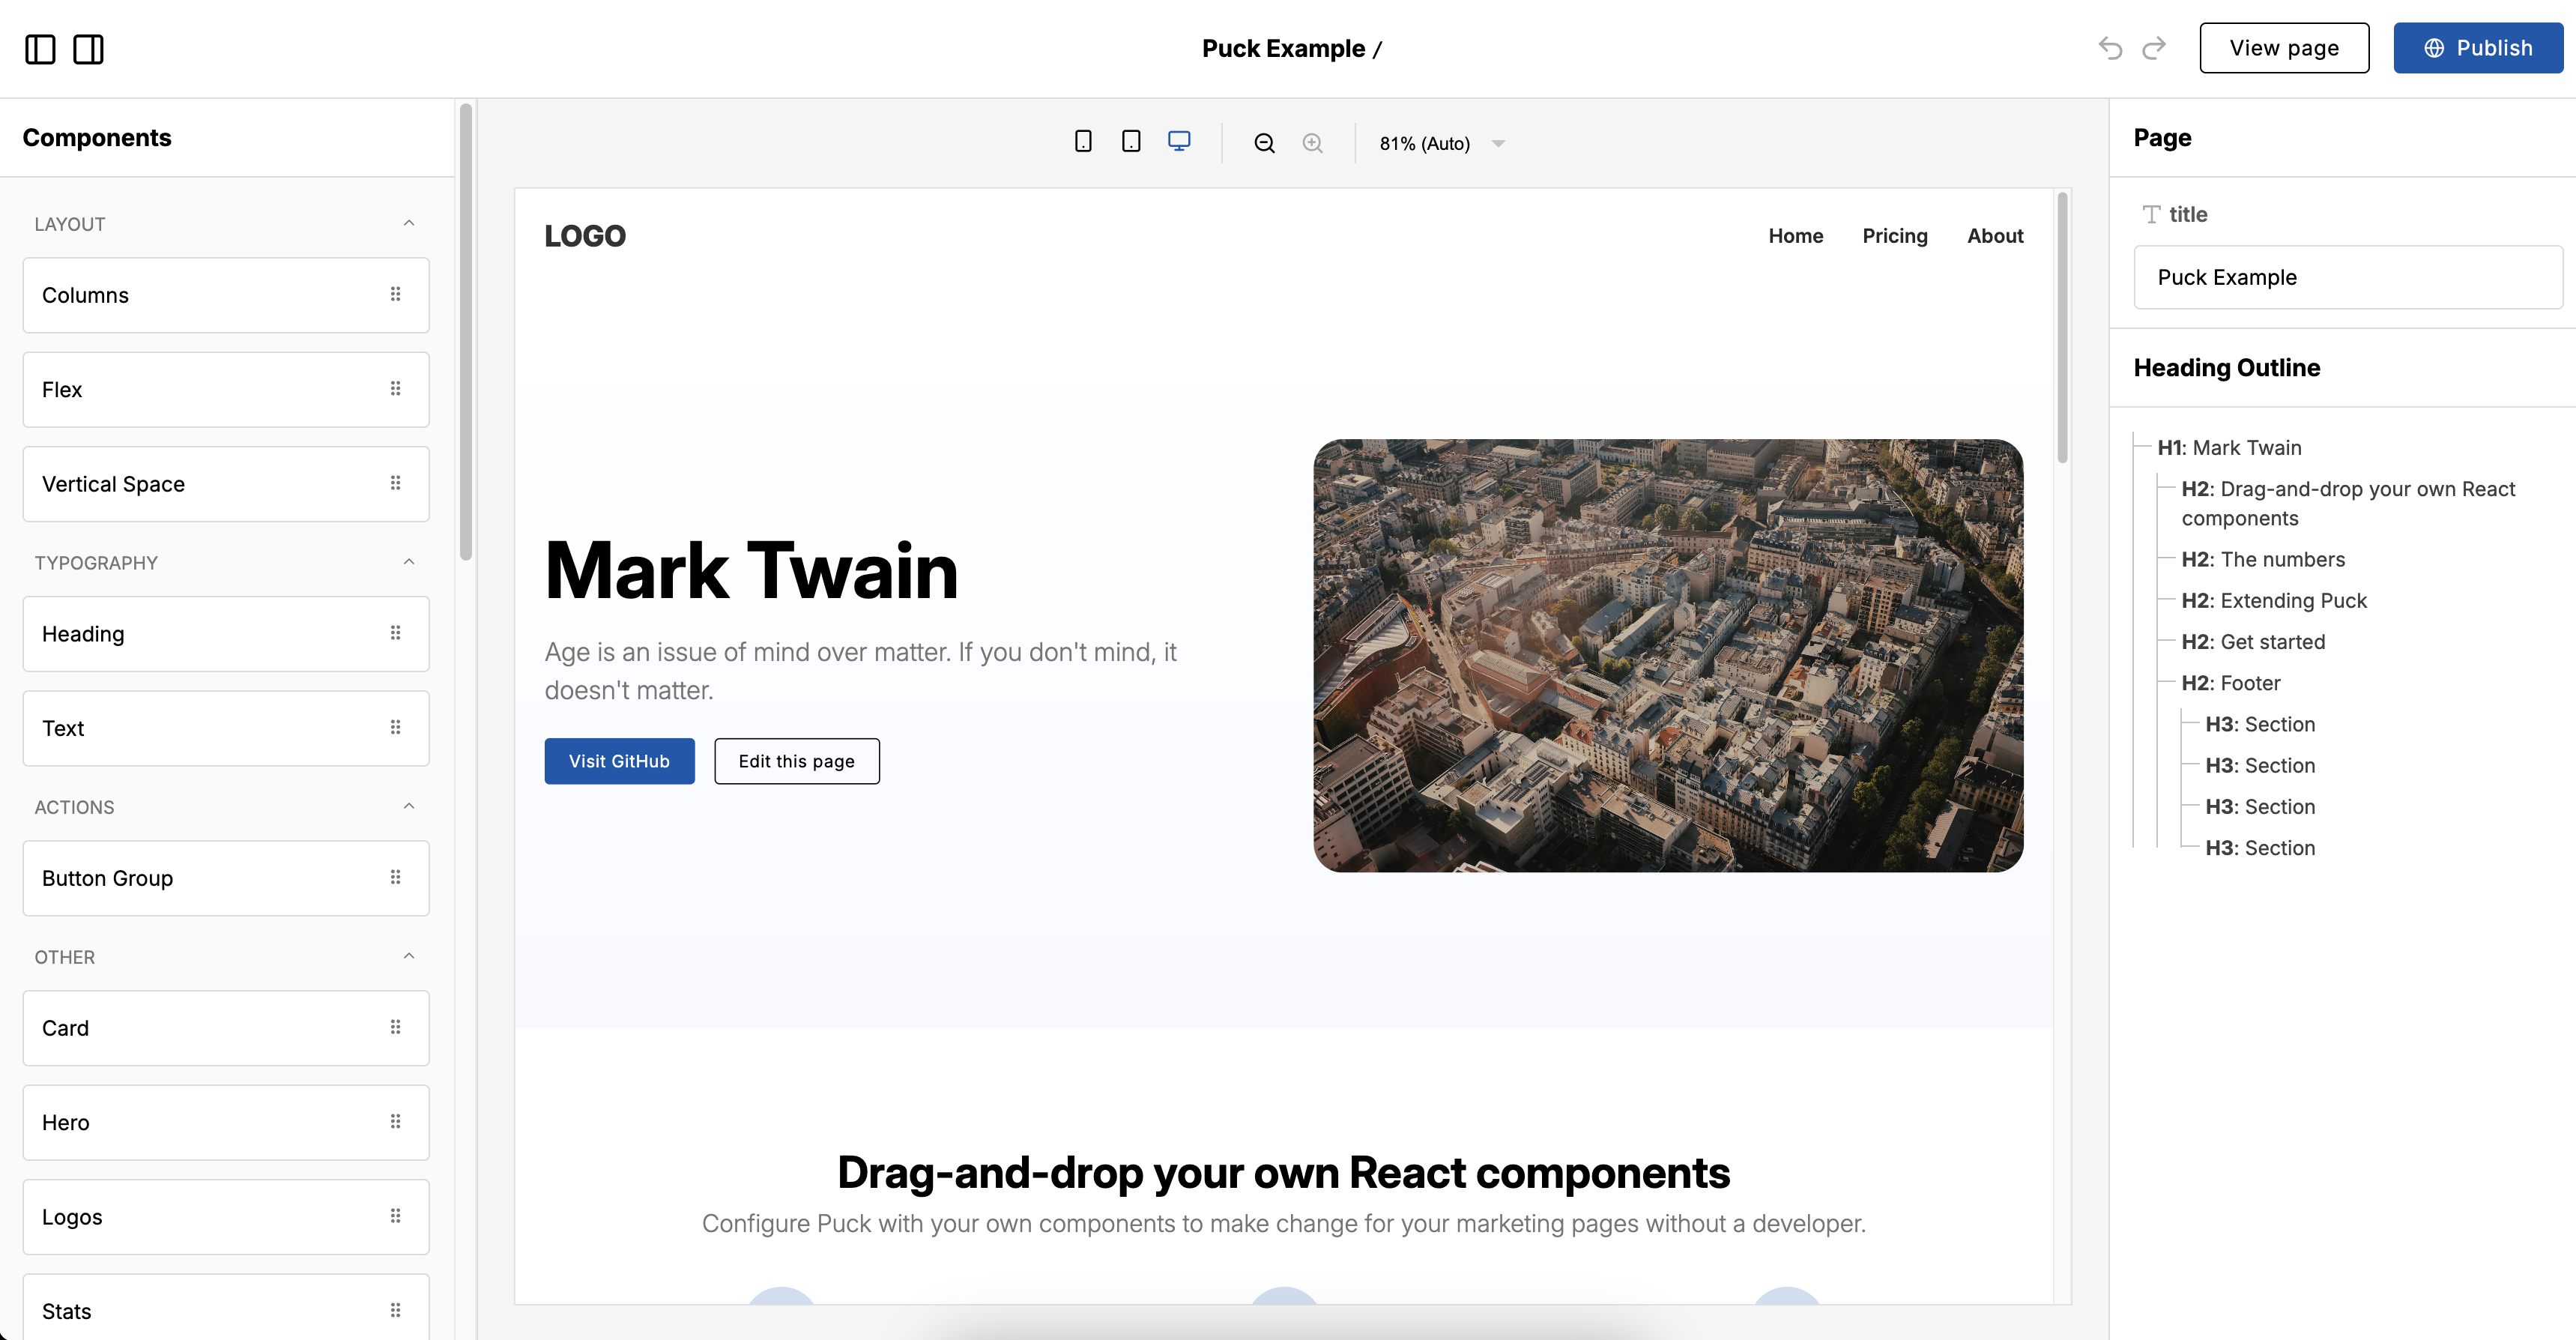 Puck Example /
View page
Publish
Components
LAYOUT
Columns
Flex
Vertical Space
TYPOGRAPHY
Heading
Text
ACTIONS
Button Group
OTHER
Card
Hero
Logos
Stats
81% (Auto)
LOGO
Home Pricing About
Mark Twain
Age is an issue of mind over matter. If you don't mind, it
doesn't matter.
Visit GitHub
Edit this page
Drag-and-drop your own React components
Configure Puck with your own components to make change for your marketing pages without a developer.
Page
title
Puck Example
Heading Outline
H1: Mark Twain
H2: Drag-and-drop your own React
components
H2: The numbers
H2: Extending Puck
H2: Get started
H2: Footer
H3: Section
H3: Section
H3: Section
H3: Section